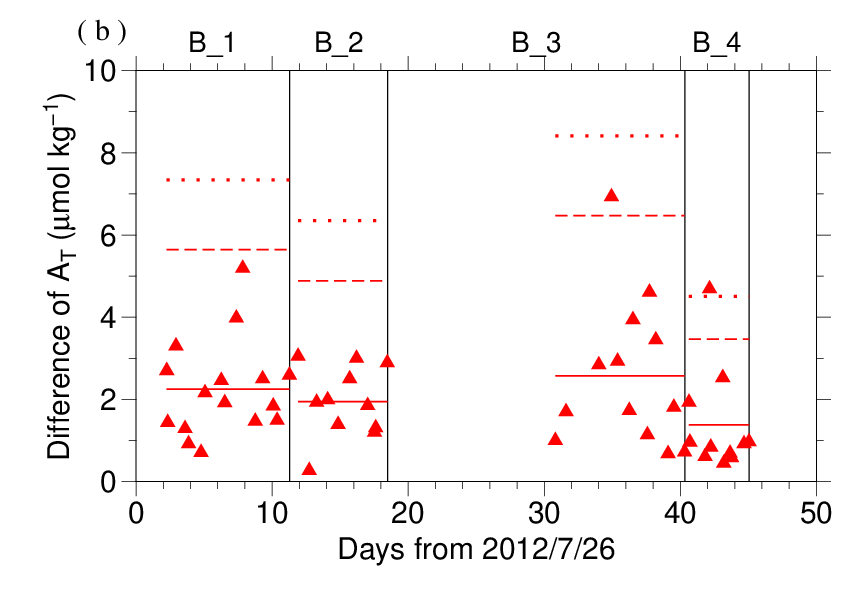 (b)
B_1 B_2 B_3 B_4
10
8
6
4
2
0
Difference of A_T (μmol kg⁻¹)
0 10 20 30 40 50
Days from 2012/7/26